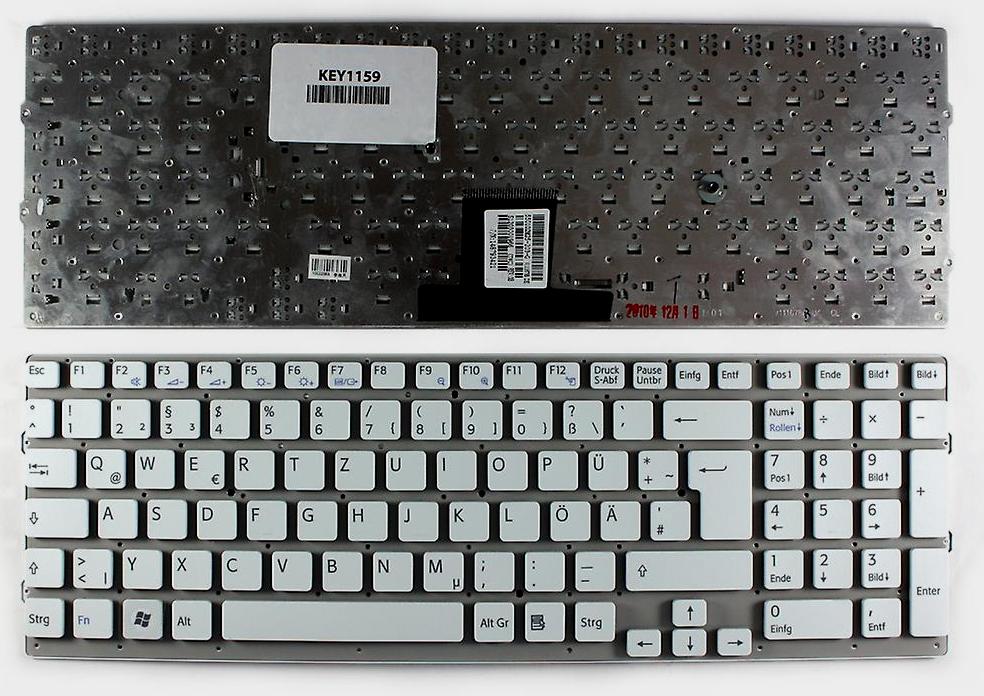 KEY1159
2010年12月18
Esc F1 F2 F3 F4 F5 F6 F7 F8 F9 F10 F11 F12 Druck S-Abf Pause Untbr Einfg Entf Pos1 Ende Bild↑ Bild↓
° ^ ! 1 " 2 ² § 3 ³ $ 4 % 5 & 6 / 7 { ( 8 [ ) 9 ] = 0 } ? ß \ ` ´ ← Num↓ Rollen↓ ÷ × −
Q @ W E € R T Z U I O P Ü * + ~ 7 Pos1 8 ↑ 9 Bild↑ +
A S D F G H J K L Ö Ä ' # 4 ← 5 6 →
⇧ > < | Y X C V B N M µ ; , : . _ - ⇧ 1 Ende 2 ↓ 3 Bild↓ Enter
Strg Fn Alt Alt Gr Strg ← ↑ ↓ → 0 Einfg , Entf